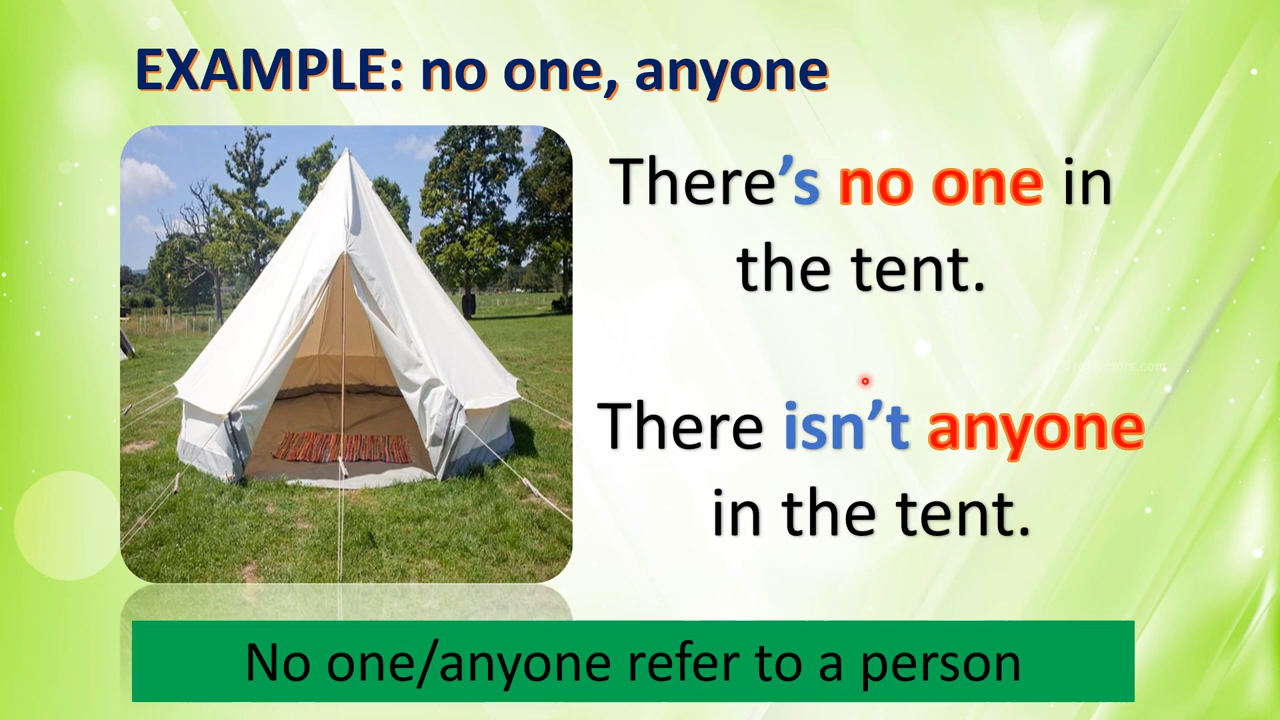 EXAMPLE: no one, anyone
There’s no one in
the tent.
There isn’t anyone
in the tent.
No one/anyone refer to a person